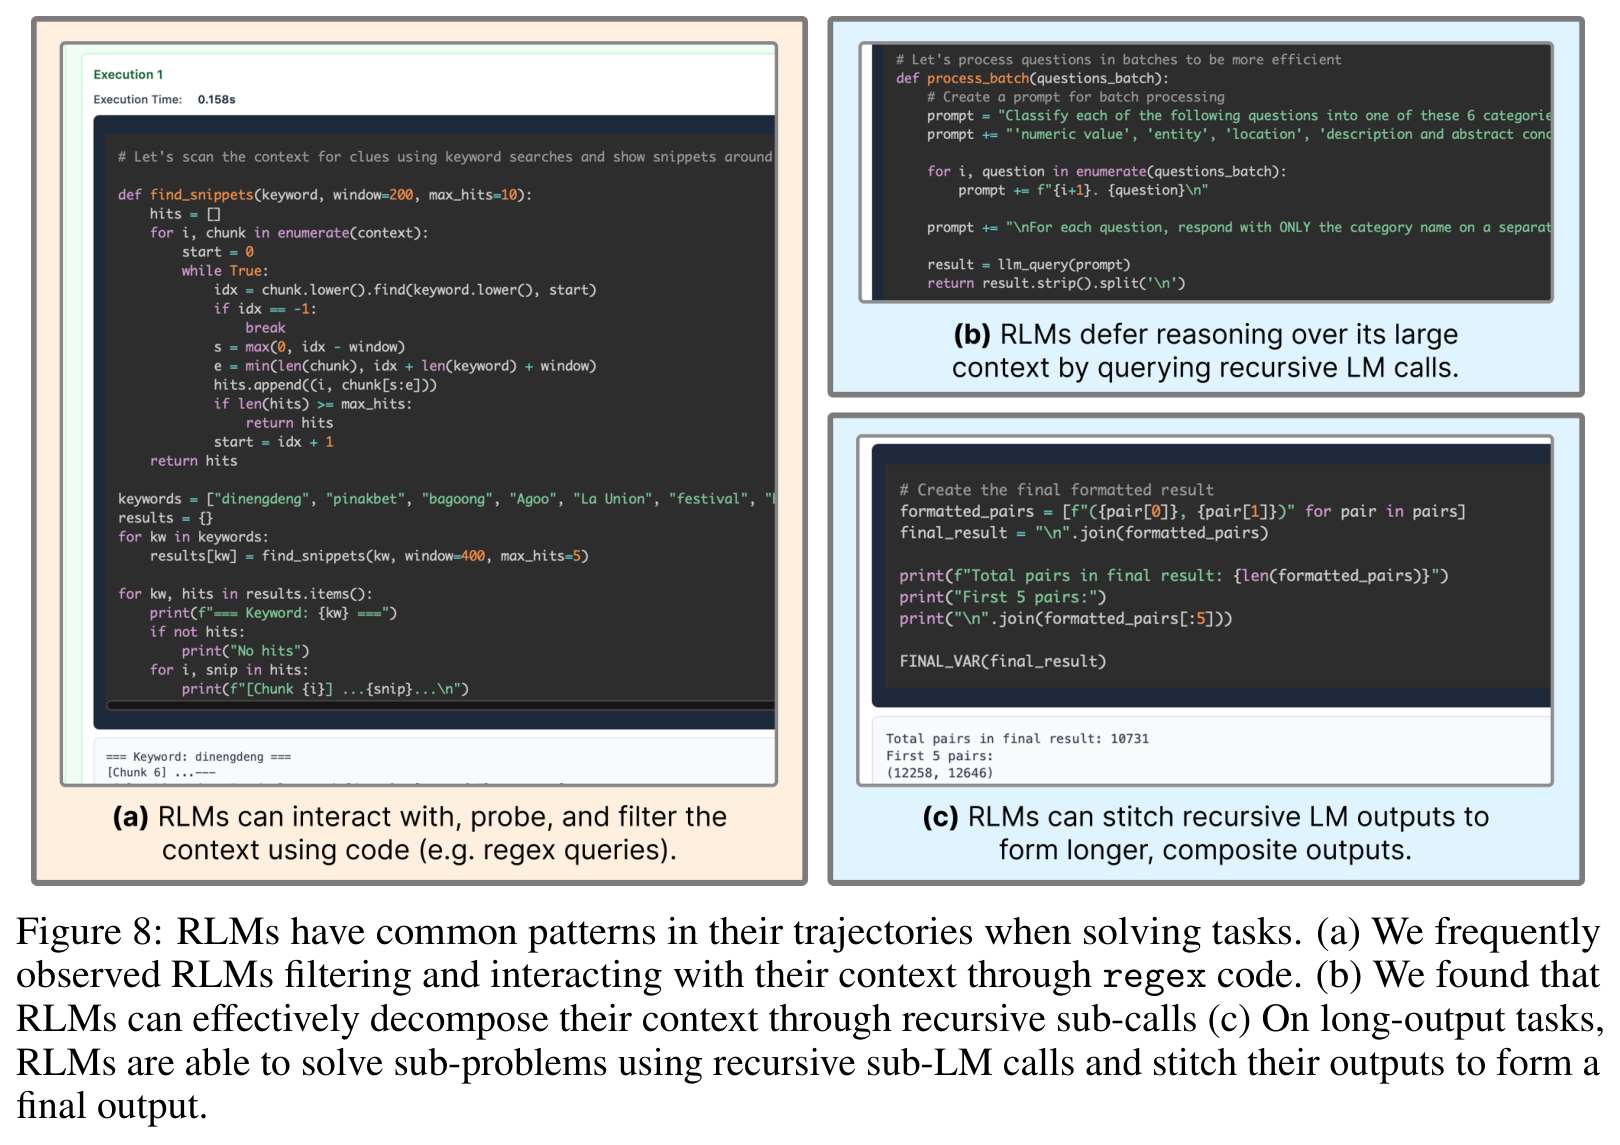 Execution 1
Execution Time: 0.158s
# Let's scan the context for clues using keyword searches and show snippets around
def find_snippets(keyword, window=200, max_hits=10):
    hits = []
    for i, chunk in enumerate(context):
        start = 0
        while True:
            idx = chunk.lower().find(keyword.lower(), start)
            if idx == -1:
                break
            s = max(0, idx - window)
            e = min(len(chunk), idx + len(keyword) + window)
            hits.append((i, chunk[s:e]))
            if len(hits) >= max_hits:
                return hits
            start = idx + 1
    return hits
keywords = ["dinengdeng", "pinakbet", "bagoong", "Agoo", "La Union", "festival", "
results = {}
for kw in keywords:
    results[kw] = find_snippets(kw, window=400, max_hits=5)
for kw, hits in results.items():
    print(f"=== Keyword: {kw} ===")
    if not hits:
        print("No hits")
    for i, snip in hits:
        print(f"[Chunk {i}] ...{snip}...\n")
=== Keyword: dinengdeng ===
[Chunk 6] ...---
(a) RLMs can interact with, probe, and filter the
context using code (e.g. regex queries).
# Let's process questions in batches to be more efficient
def process_batch(questions_batch):
    # Create a prompt for batch processing
    prompt = "Classify each of the following questions into one of these 6 categorie
    prompt += "'numeric value', 'entity', 'location', 'description and abstract conc
    for i, question in enumerate(questions_batch):
        prompt += f"{i+1}. {question}\n"
    prompt += "\nFor each question, respond with ONLY the category name on a separat
    result = llm_query(prompt)
    return result.strip().split('\n')
(b) RLMs defer reasoning over its large
context by querying recursive LM calls.
# Create the final formatted result
formatted_pairs = [f"({pair[0]}, {pair[1]})" for pair in pairs]
final_result = "\n".join(formatted_pairs)
print(f"Total pairs in final result: {len(formatted_pairs)}")
print("First 5 pairs:")
print("\n".join(formatted_pairs[:5]))
FINAL_VAR(final_result)
Total pairs in final result: 10731
First 5 pairs:
(12258, 12646)
(c) RLMs can stitch recursive LM outputs to
form longer, composite outputs.
Figure 8: RLMs have common patterns in their trajectories when solving tasks. (a) We frequently
observed RLMs filtering and interacting with their context through regex code. (b) We found that
RLMs can effectively decompose their context through recursive sub-calls (c) On long-output tasks,
RLMs are able to solve sub-problems using recursive sub-LM calls and stitch their outputs to form a
final output.